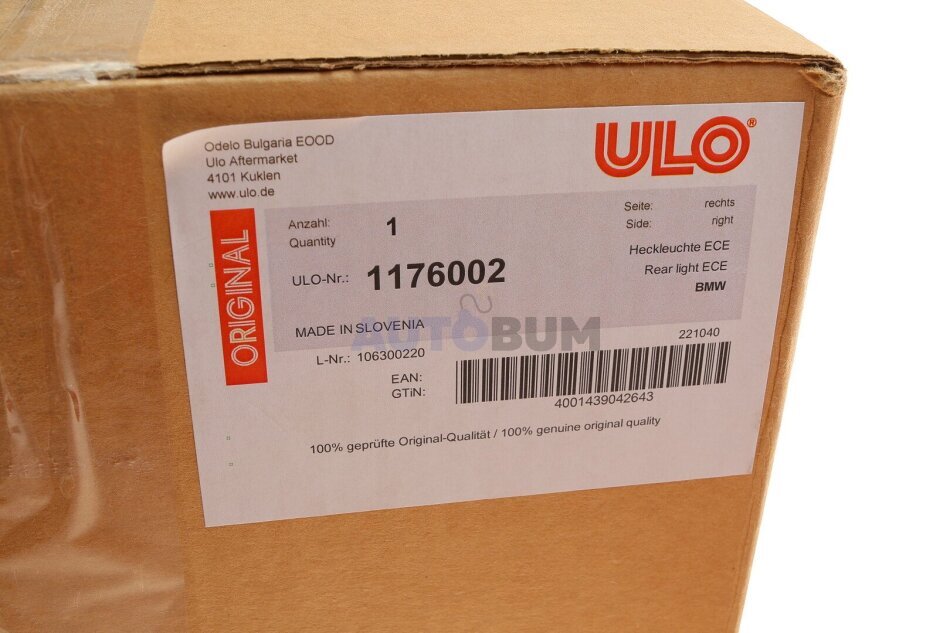 Odelo Bulgaria EOOD
Ulo Aftermarket
4101 Kuklen
www.ulo.de
ULO®
ORIGINAL
Anzahl: 1
Quantity
Seite: rechts
Side: right
ULO-Nr.: 1176002
Heckleuchte ECE
Rear light ECE
BMW
MADE IN SLOVENIA
AUTOBUM
L-Nr.: 106300220
221040
EAN:
GTiN:
4001439042643
100% geprüfte Original-Qualität / 100% genuine original quality